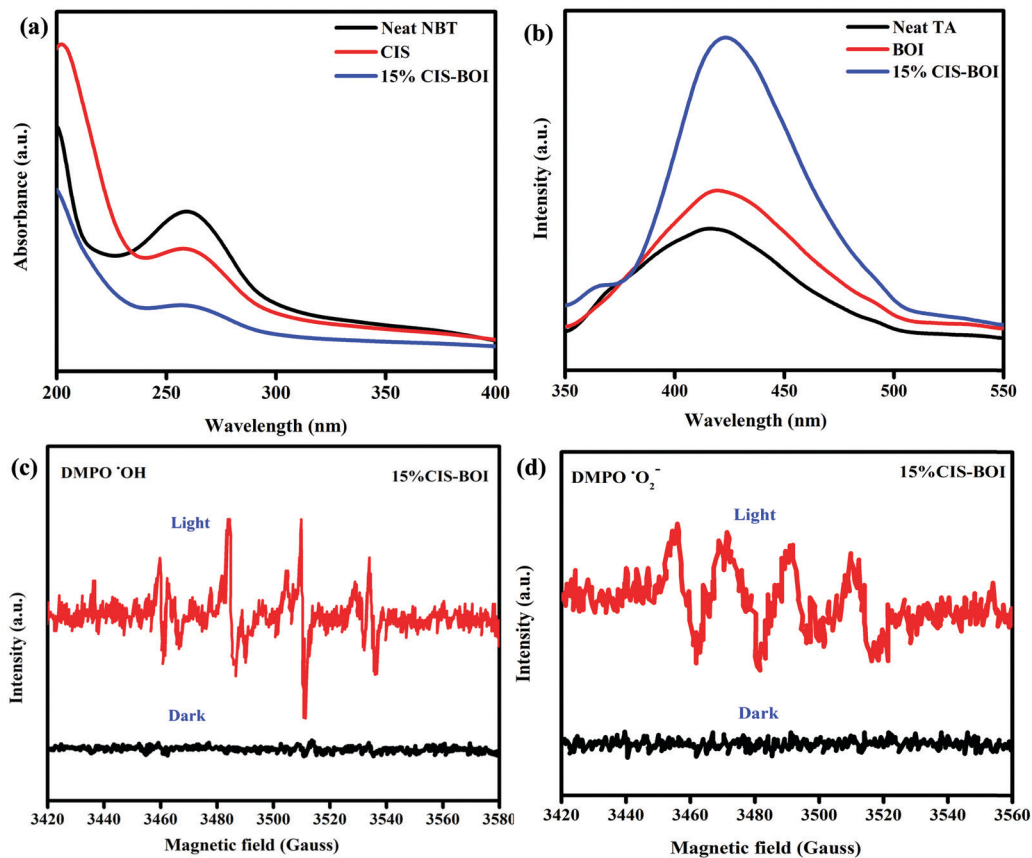 (a)
Neat NBT
CIS
15% CIS-BOI
Absorbance (a.u.)
200 250 300 350 400
Wavelength (nm)
(b)
Neat TA
BOI
15% CIS-BOI
Intensity (a.u.)
350 400 450 500 550
Wavelength (nm)
(c)
DMPO ·OH
15%CIS-BOI
Light
Dark
Intensity (a.u.)
3420 3440 3460 3480 3500 3520 3540 3560 3580
Magnetic field (Gauss)
(d)
DMPO ·O₂⁻
15%CIS-BOI
Light
Dark
Intensity (a.u.)
3420 3440 3460 3480 3500 3520 3540 3560
Magnetic field (Gauss)